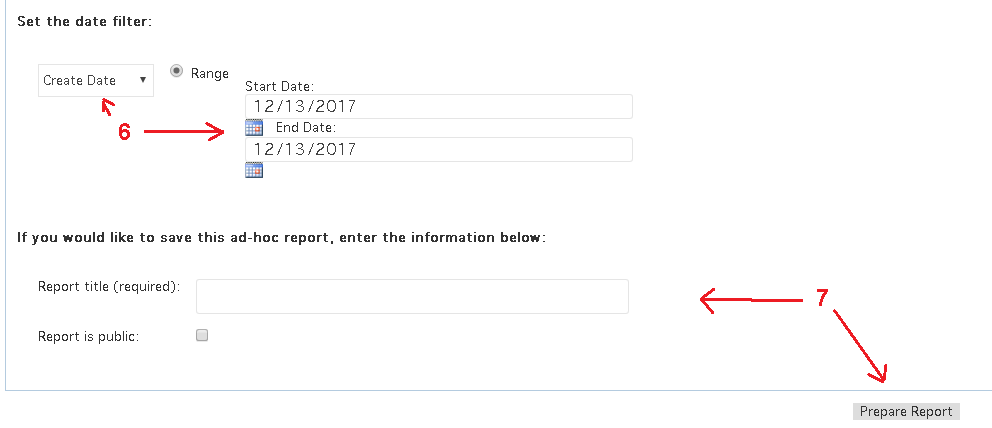 Set the date filter:
Create Date
Range
Start Date:
12/13/2017
6
End Date:
12/13/2017
If you would like to save this ad-hoc report, enter the information below:
Report title (required):
7
Report is public:
Prepare Report